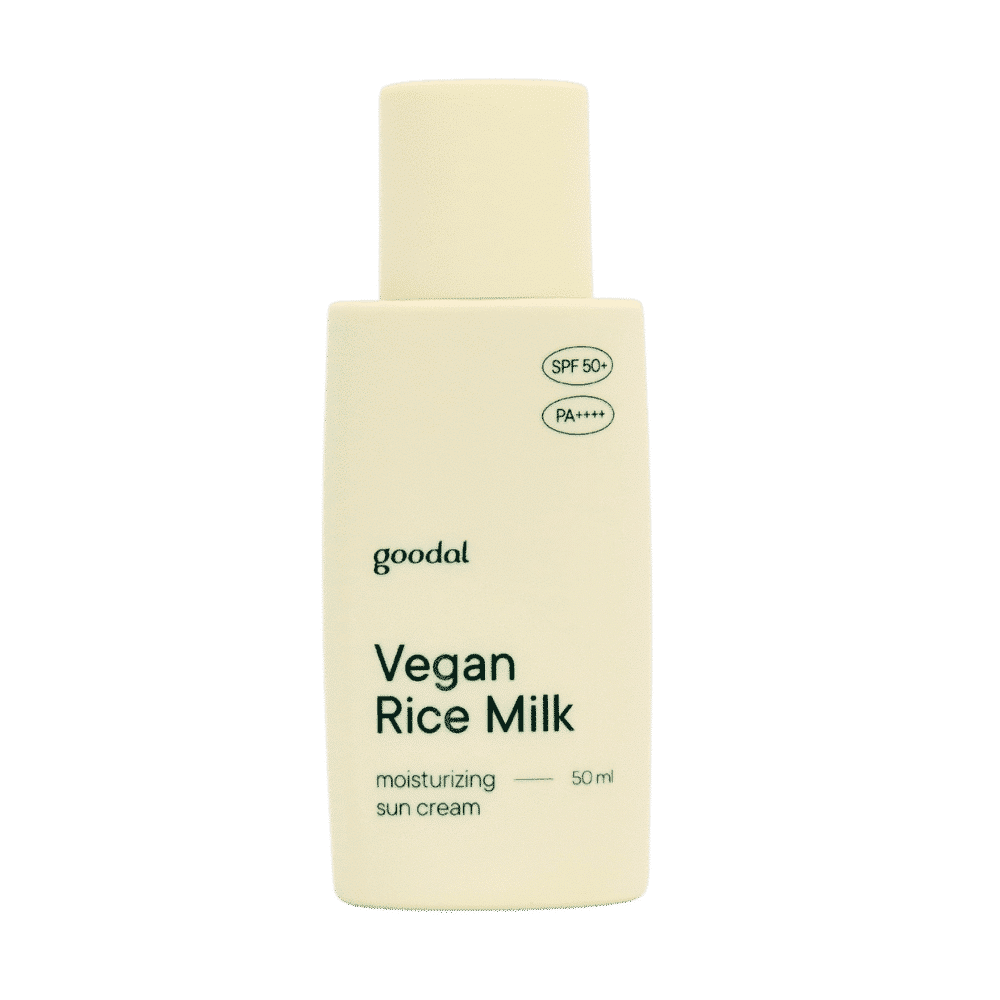 SPF 50+
PA++++
goodal
Vegan
Rice Milk
moisturizing — 50 ml
sun cream